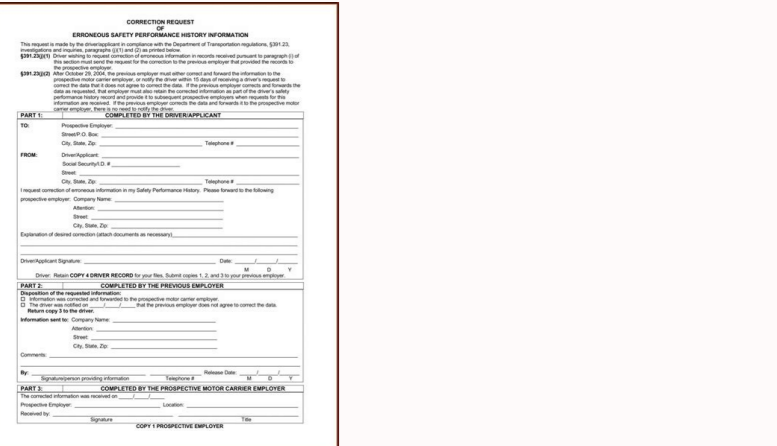 CORRECTION REQUEST
OF
ERRONEOUS SAFETY PERFORMANCE HISTORY INFORMATION
This request is made by the driver/applicant in compliance with the Department of Transportation regulations, §391.23,
investigations and inquiries, paragraphs (j)(1) and (2) as printed below.
§391.23(j)(1) Driver wishing to request correction of erroneous information in records received pursuant to paragraph (i) of
this section must send the request for the correction to the previous employer that provided the records to
the prospective employer.
§391.23(j)(2) After October 29, 2004, the previous employer must either correct and forward the information to the
prospective motor carrier employer, or notify the driver within 15 days of receiving a driver's request to
correct the data that it does not agree to correct the data. If the previous employer corrects and forwards the
data as requested, that employer must also retain the corrected information as part of the driver's safety
performance history record and provide it to subsequent prospective employers when requests for this
information are received. If the previous employer corrects the data and forwards it to the prospective motor
carrier employer, there is no need to notify the driver.
PART 1: COMPLETED BY THE DRIVER/APPLICANT
TO: Prospective Employer:
Street/P.O. Box:
City, State, Zip: Telephone #
FROM: Driver/Applicant:
Social Security/I.D. #
Street:
City, State, Zip: Telephone #
I request correction of erroneous information in my Safety Performance History. Please forward to the following
prospective employer: Company Name:
Attention:
Street:
City, State, Zip:
Explanation of desired correction (attach documents as necessary)
Driver/Applicant Signature: Date: / /
M D Y
Driver: Retain COPY 4 DRIVER RECORD for your files. Submit copies 1, 2, and 3 to your previous employer.
PART 2: COMPLETED BY THE PREVIOUS EMPLOYER
Disposition of the requested information:
☐ Information was corrected and forwarded to the prospective motor carrier employer.
☐ The driver was notified on / / that the previous employer does not agree to correct the data.
Return copy 3 to the driver.
Information sent to: Company Name:
Attention:
Street:
City, State, Zip:
Comments:
By: Release Date: / /
Signature/person providing information Telephone # M D Y
PART 3: COMPLETED BY THE PROSPECTIVE MOTOR CARRIER EMPLOYER
The corrected information was received on / /
Prospective Employer: Location:
Received by:
Signature Title
COPY 1 PROSPECTIVE EMPLOYER